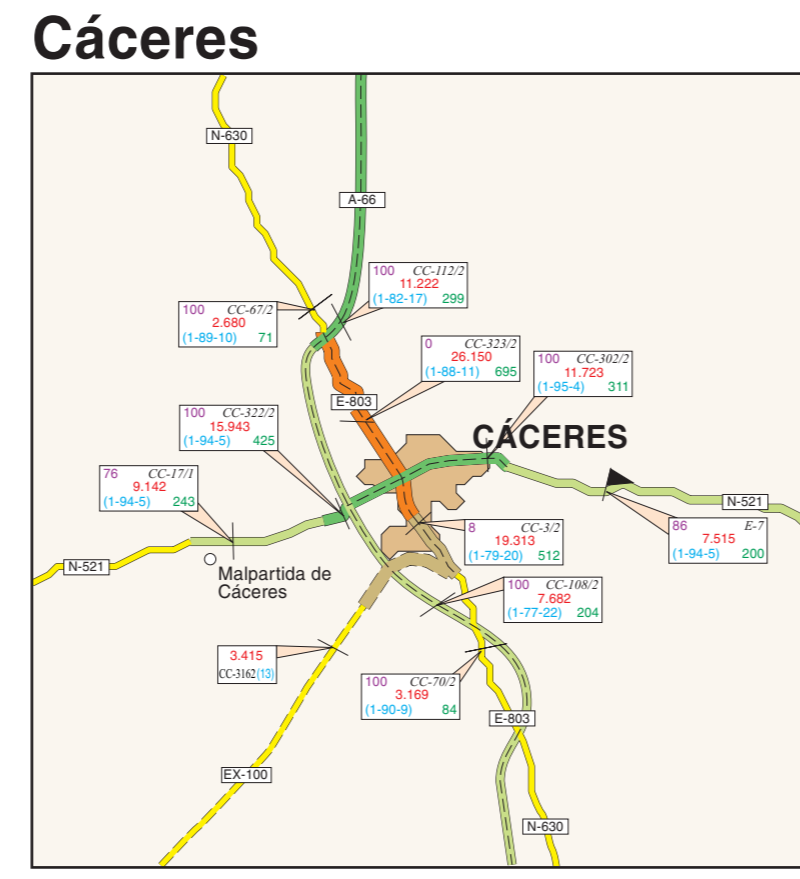 Cáceres
N-630
A-66
100 CC-112/2
11.222
(1-82-17) 299
100 CC-67/2
2.680
(1-89-10) 71
0 CC-323/2
26.150
(1-88-11) 695
100 CC-302/2
11.723
(1-95-4) 311
E-803
100 CC-322/2
15.943
(1-94-5) 425
CÁCERES
76 CC-17/1
9.142
(1-94-5) 243
N-521
86 E-7
7.515
(1-94-5) 200
8 CC-3/2
19.313
(1-79-20) 512
N-521
Malpartida de
Cáceres
100 CC-108/2
7.682
(1-77-22) 204
3.415
CC-3162(13)
100 CC-70/2
3.169
(1-90-9) 84
E-803
EX-100
N-630